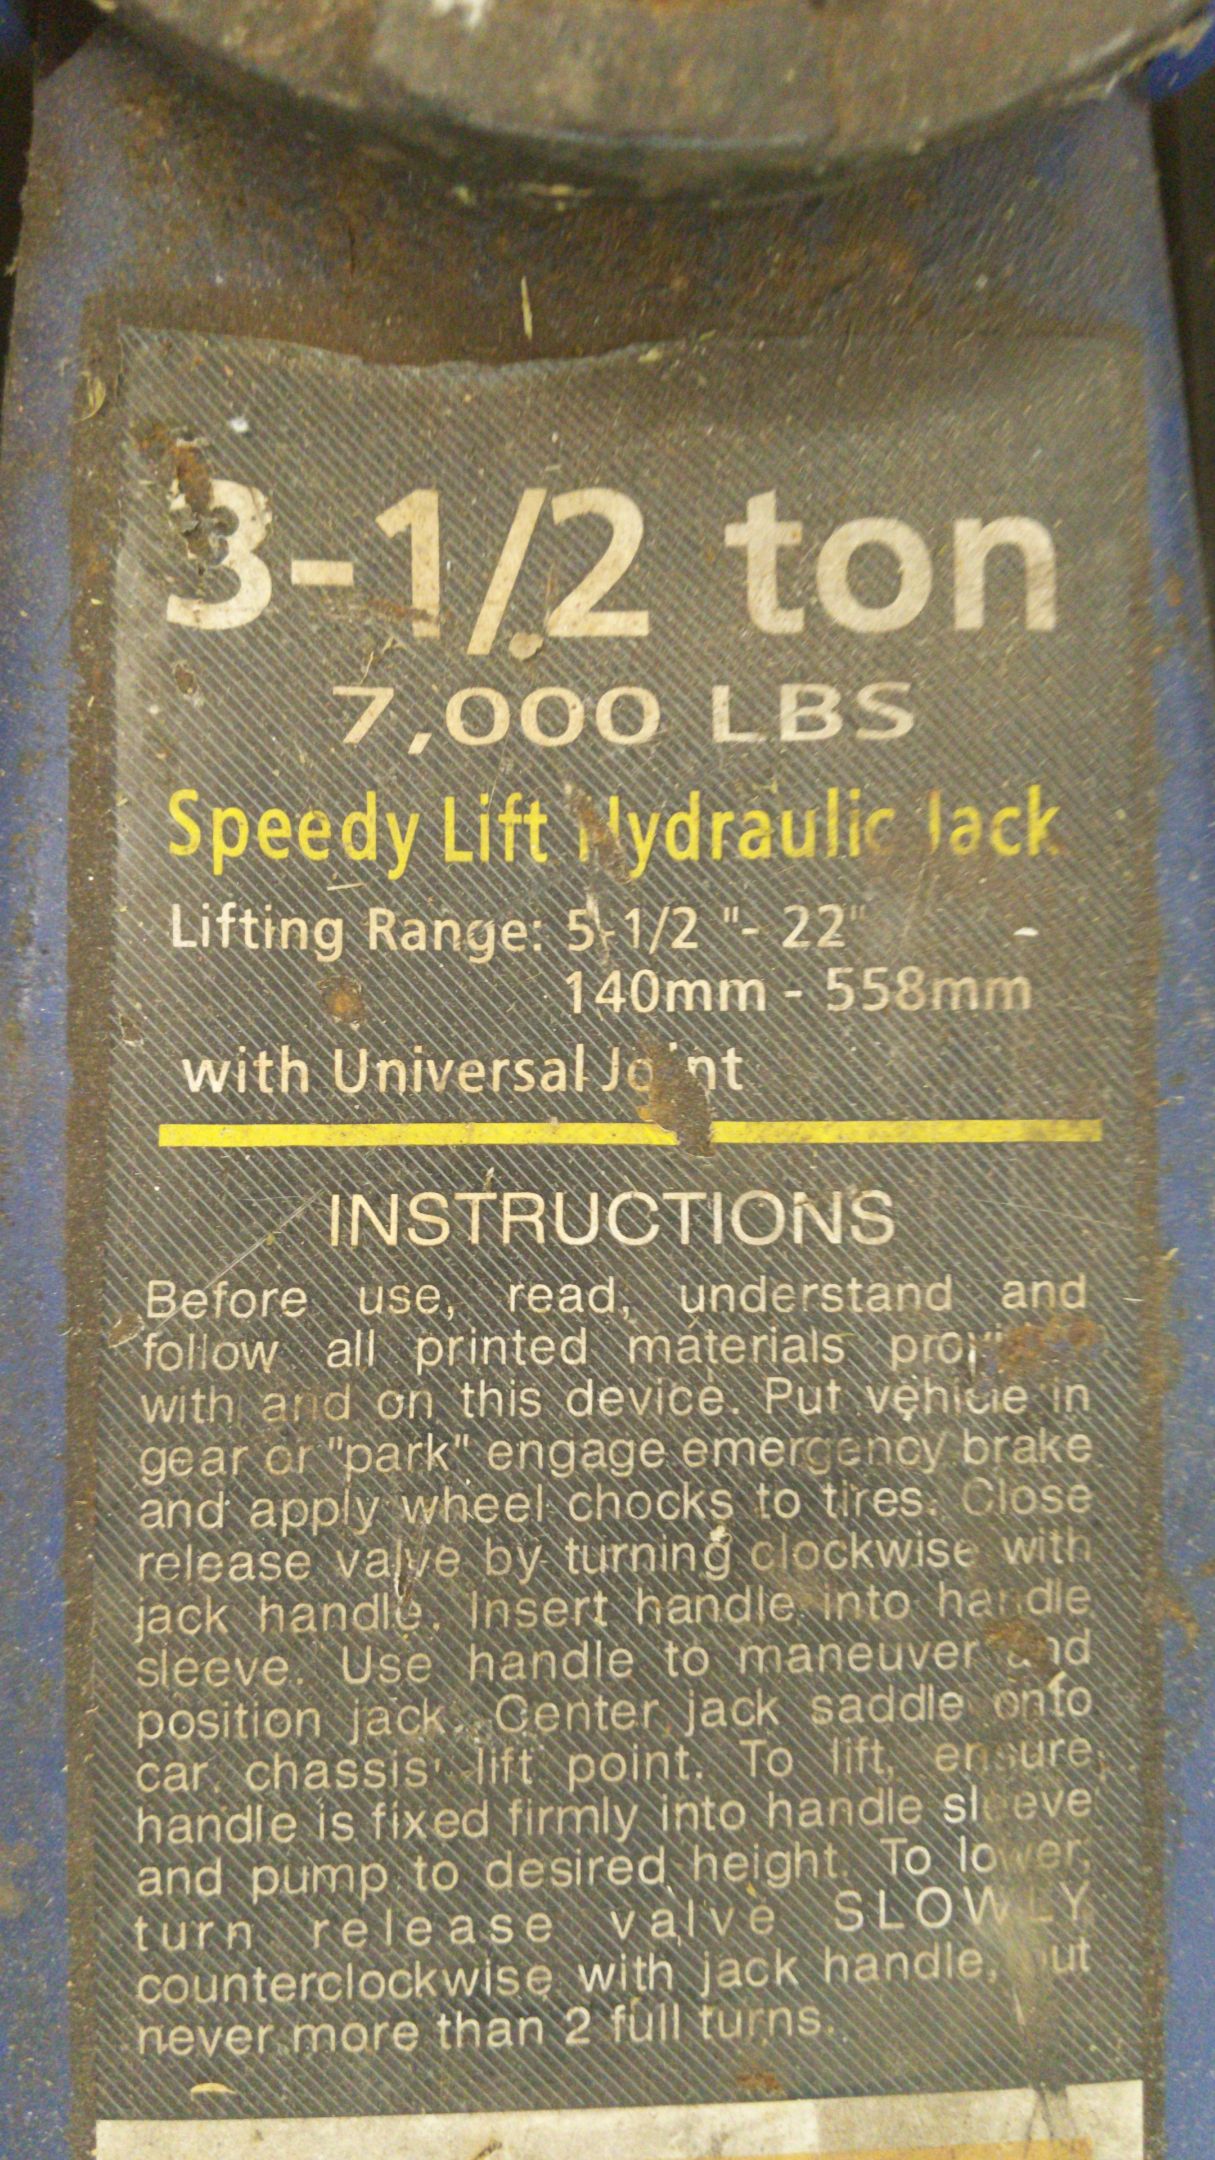 3-1/2 ton
7,000 LBS
Speedy Lift Hydraulic Jack
Lifting Range: 5-1/2 "- 22"
140mm - 558mm
with Universal Joint
INSTRUCTIONS
Before use, read, understand and
follow all printed materials
with and on this device. Put vehicle in
gear or "park" engage emergency brake
and apply wheel chocks to tires. Close
release valve by turning clockwise with
jack handle. Insert handle into handle
sleeve. Use handle to maneuver and
position jack. Center jack saddle onto
car chassis lift point. To lift, ensure
handle is fixed firmly into handle sleeve
and pump to desired height. To lower,
turn release valve SLOWLY
counterclockwise with jack handle, but
never more than 2 full turns.